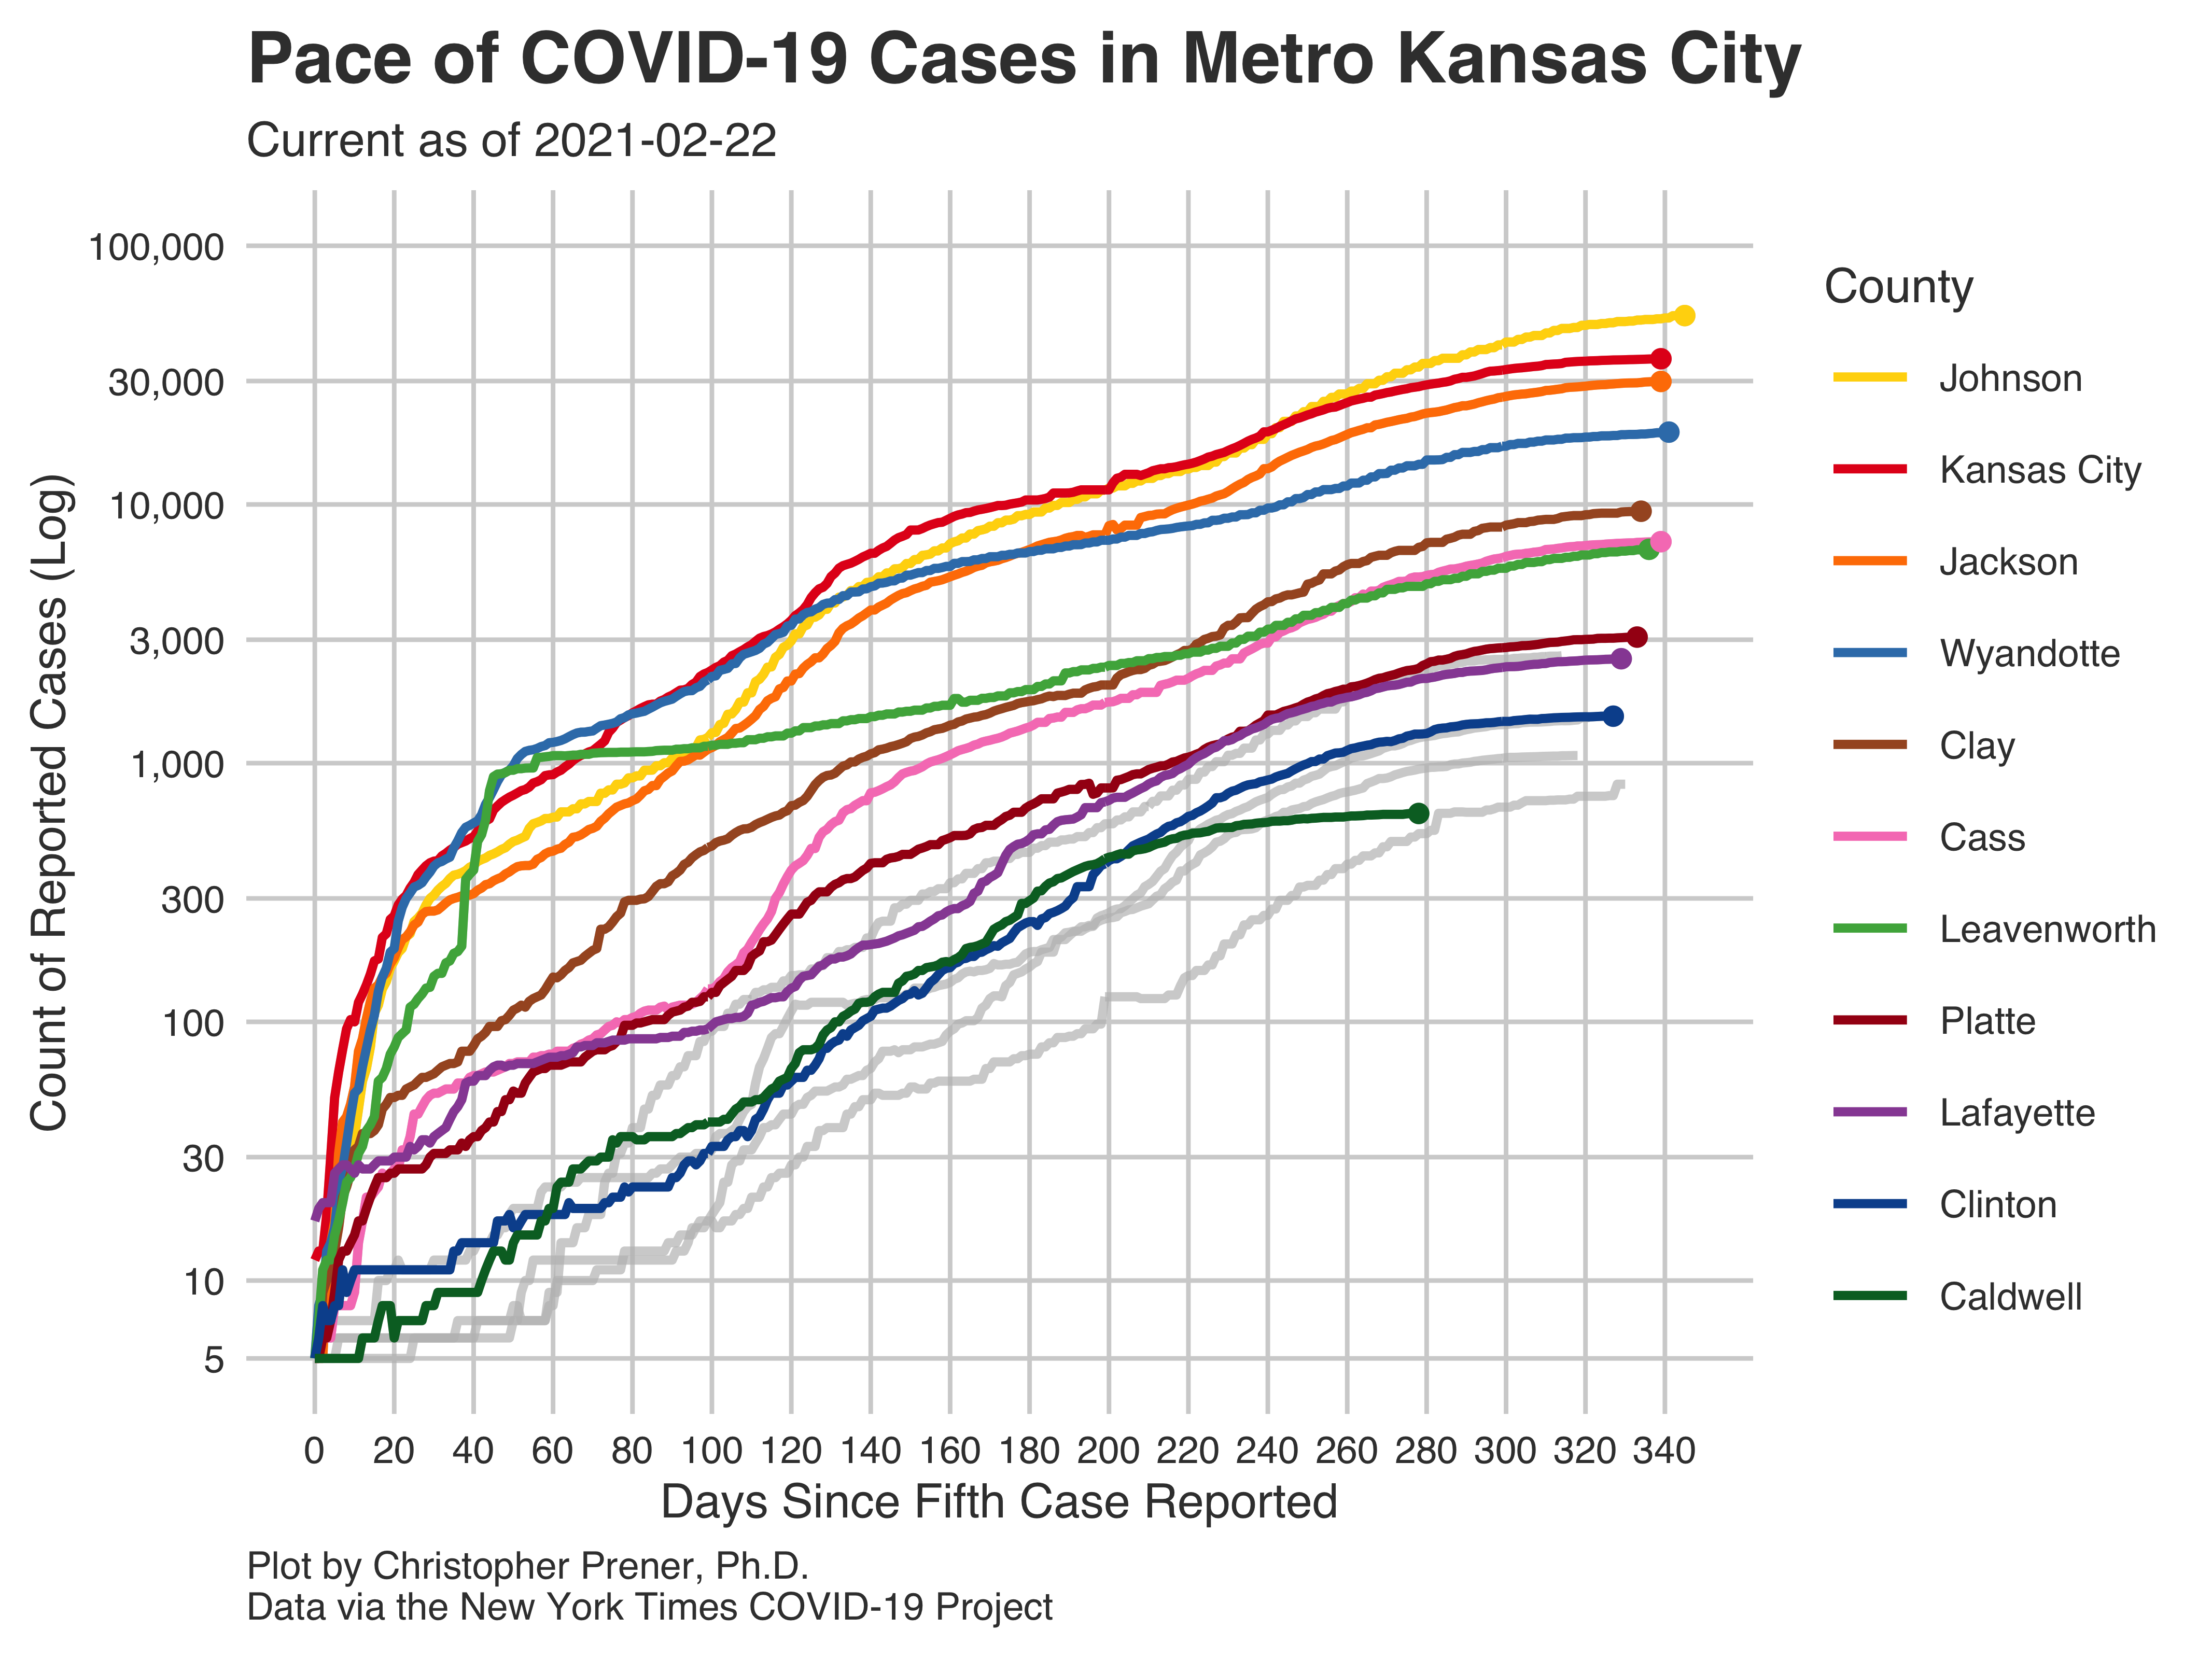 Pace of COVID-19 Cases in Metro Kansas City
Current as of 2021-02-22
Count of Reported Cases (Log)
100,000
30,000
10,000
3,000
1,000
300
100
30
10
5
0 20 40 60 80 100 120 140 160 180 200 220 240 260 280 300 320 340
Days Since Fifth Case Reported
County
Johnson
Kansas City
Jackson
Wyandotte
Clay
Cass
Leavenworth
Platte
Lafayette
Clinton
Caldwell
Plot by Christopher Prener, Ph.D.
Data via the New York Times COVID-19 Project